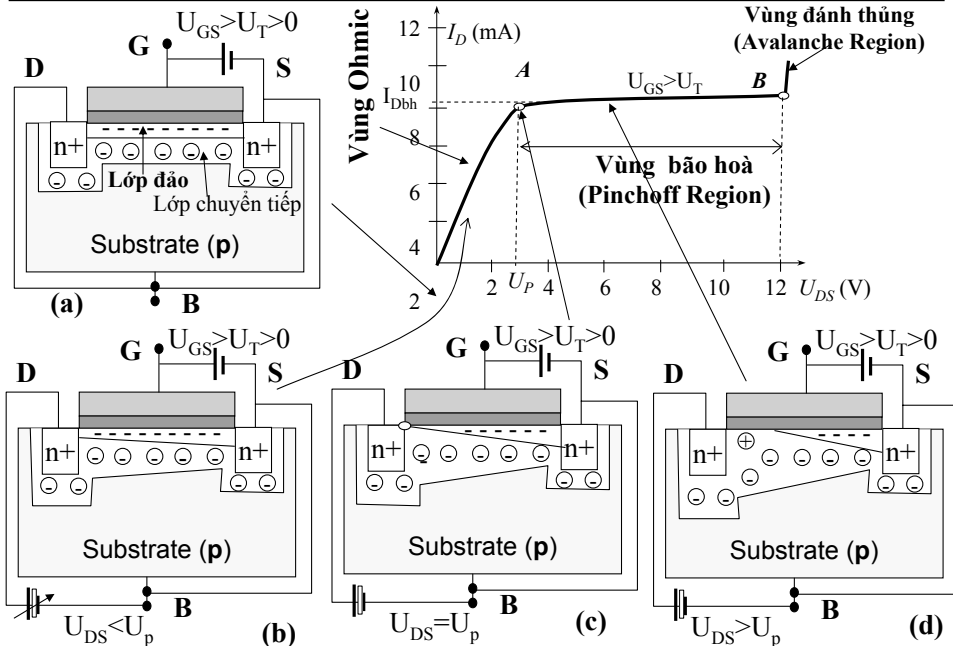 U_GS>U_T>0
G
D
S
n+
n+
Lớp đảo
Lớp chuyển tiếp
Substrate (p)
(a)
B
Vùng Ohmic
12
I_D (mA)
10
I_Dbh
8
6
4
2
A
U_GS>U_T
B
Vùng đánh thủng
(Avalanche Region)
Vùng bão hoà
(Pinchoff Region)
2
U_P
4
6
8
10
12
U_DS (V)
U_GS>U_T>0
G
D
S
n+
n+
Substrate (p)
B
U_DS<U_p
(b)
U_GS>U_T>0
G
D
S
n+
n+
Substrate (p)
B
U_DS=U_p
(c)
U_GS>U_T>0
G
D
S
n+
n+
Substrate (p)
B
U_DS>U_p
(d)